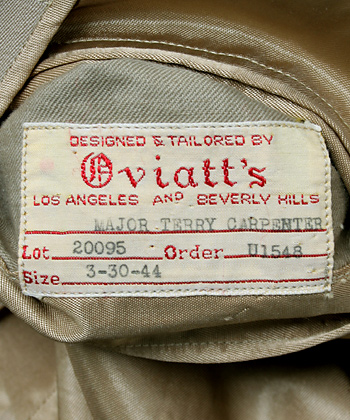 DESIGNED & TAILORED BY
Oviatt's
LOS ANGELES AND BEVERLY HILLS
MAJOR TERRY CARPENTER
Lot 20095 Order U1548
Size 3-30-44